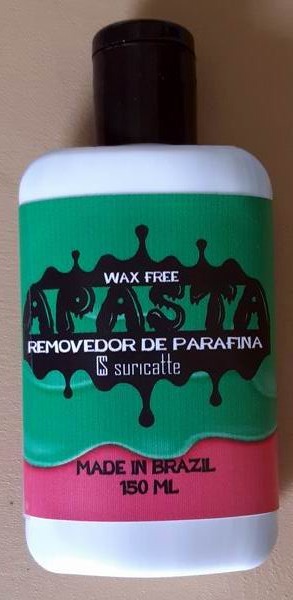 WAX FREE
APASTA
REMOVEDOR DE PARAFINA
suricatte
MADE IN BRAZIL
150 ML